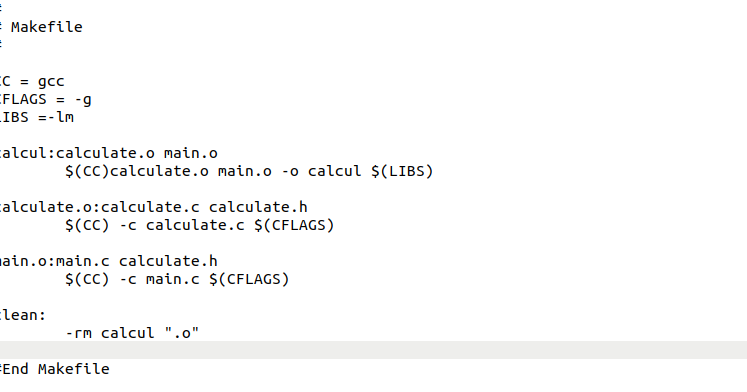 #
# Makefile
#
CC = gcc
CFLAGS = -g
LIBS =-lm
calcul:calculate.o main.o
$(CC)calculate.o main.o -o calcul $(LIBS)
calculate.o:calculate.c calculate.h
$(CC) -c calculate.c $(CFLAGS)
main.o:main.c calculate.h
$(CC) -c main.c $(CFLAGS)
clean:
-rm calcul ".o"
#End Makefile